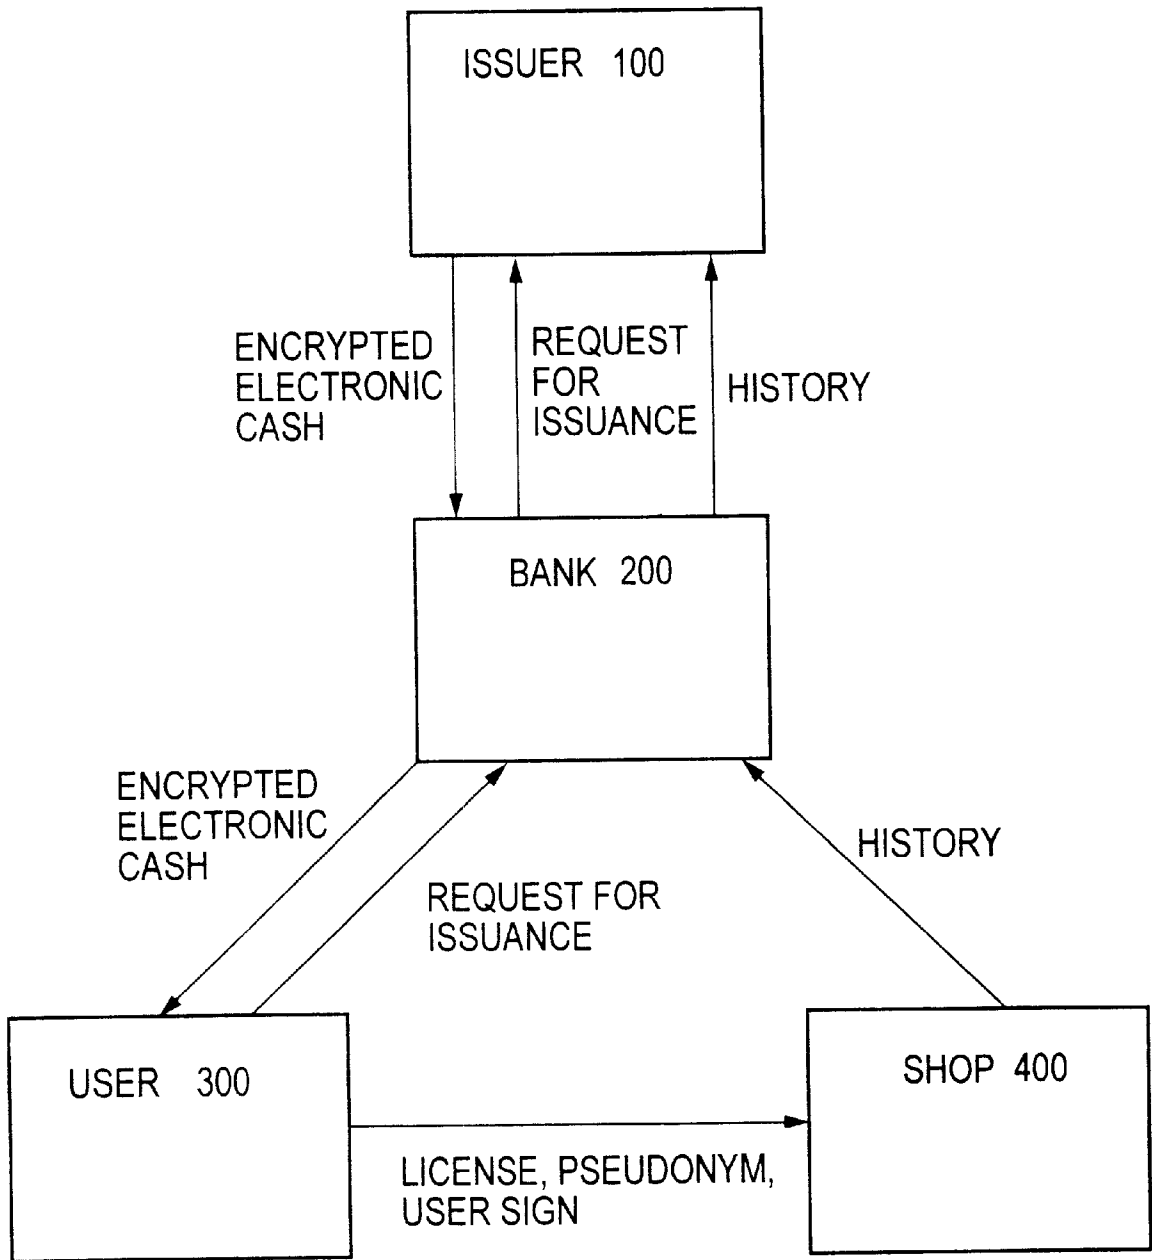 ISSUER 100
ENCRYPTED
ELECTRONIC
CASH
REQUEST
FOR
ISSUANCE
HISTORY
BANK 200
ENCRYPTED
ELECTRONIC
CASH
REQUEST FOR
ISSUANCE
HISTORY
USER 300
SHOP 400
LICENSE, PSEUDONYM,
USER SIGN